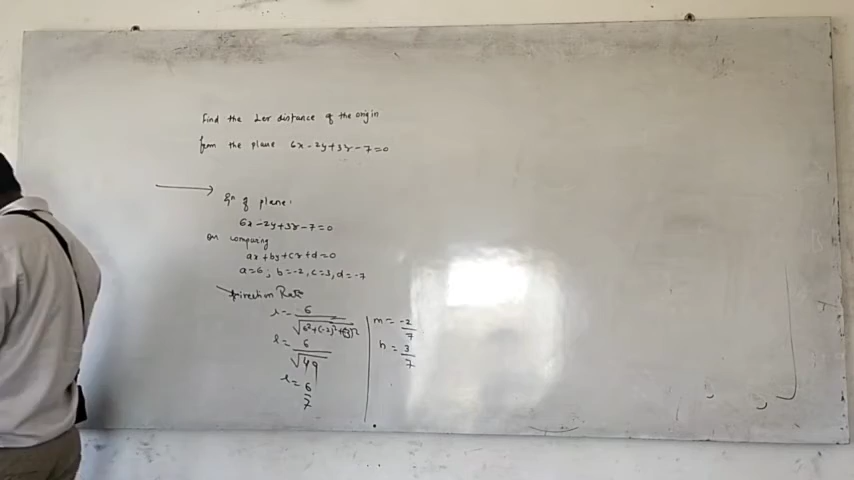 Find the ⊥er distance of the origin
from the plane 6x-2y+3z-7=0
Eqn of plane:
6x-2y+3z-7=0
on comparing
ax+by+cz+d=0
a=6; b=-2, c=3, d=-7
Direction Ratio
l= 6/√6²+(-2)²+(3)²
l= 6/√49
l= 6/7
m= -2/7
n= 3/7